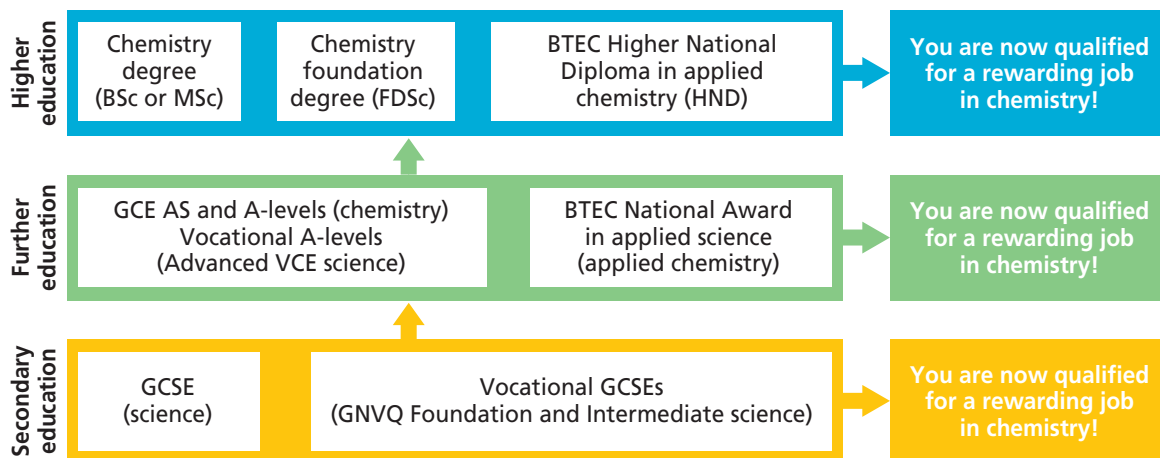 Higher
education
Chemistry
degree
(BSc or MSc)
Chemistry
foundation
degree (FDSc)
BTEC Higher National
Diploma in applied
chemistry (HND)
You are now qualified
for a rewarding job
in chemistry!
Further
education
GCE AS and A-levels (chemistry)
Vocational A-levels
(Advanced VCE science)
BTEC National Award
in applied science
(applied chemistry)
You are now qualified
for a rewarding job
in chemistry!
Secondary
education
GCSE
(science)
Vocational GCSEs
(GNVQ Foundation and Intermediate science)
You are now qualified
for a rewarding job
in chemistry!